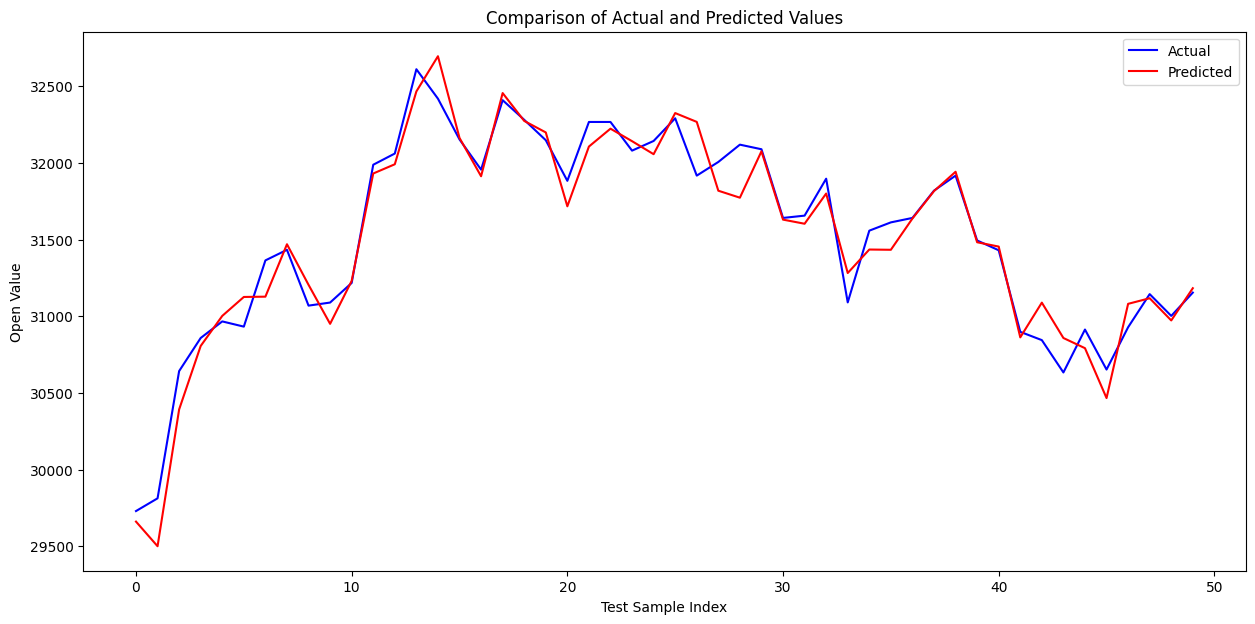 Comparison of Actual and Predicted Values
Actual
Predicted
Open Value
32500
32000
31500
31000
30500
30000
29500
0 10 20 30 40 50
Test Sample Index